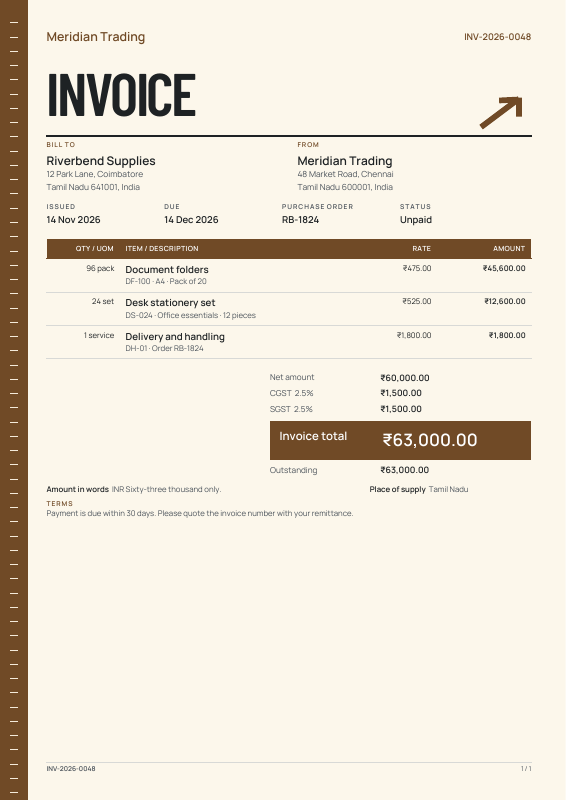 Meridian Trading INV-2026-0048
INVOICE
BILL TO FROM
Riverbend Supplies Meridian Trading
12 Park Lane, Coimbatore 48 Market Road, Chennai
Tamil Nadu 641001, India Tamil Nadu 600001, India
ISSUED DUE PURCHASE ORDER STATUS
14 Nov 2026 14 Dec 2026 RB-1824 Unpaid
QTY / UOM ITEM / DESCRIPTION RATE AMOUNT
96 pack Document folders ₹475.00 ₹45,600.00
DF-100 · A4 · Pack of 20
24 set Desk stationery set ₹525.00 ₹12,600.00
DS-024 · Office essentials · 12 pieces
1 service Delivery and handling ₹1,800.00 ₹1,800.00
DH-01 · Order RB-1824
Net amount ₹60,000.00
CGST 2.5% ₹1,500.00
SGST 2.5% ₹1,500.00
Invoice total ₹63,000.00
Outstanding ₹63,000.00
Amount in words INR Sixty-three thousand only. Place of supply Tamil Nadu
TERMS
Payment is due within 30 days. Please quote the invoice number with your remittance.
INV-2026-0048 1 / 1